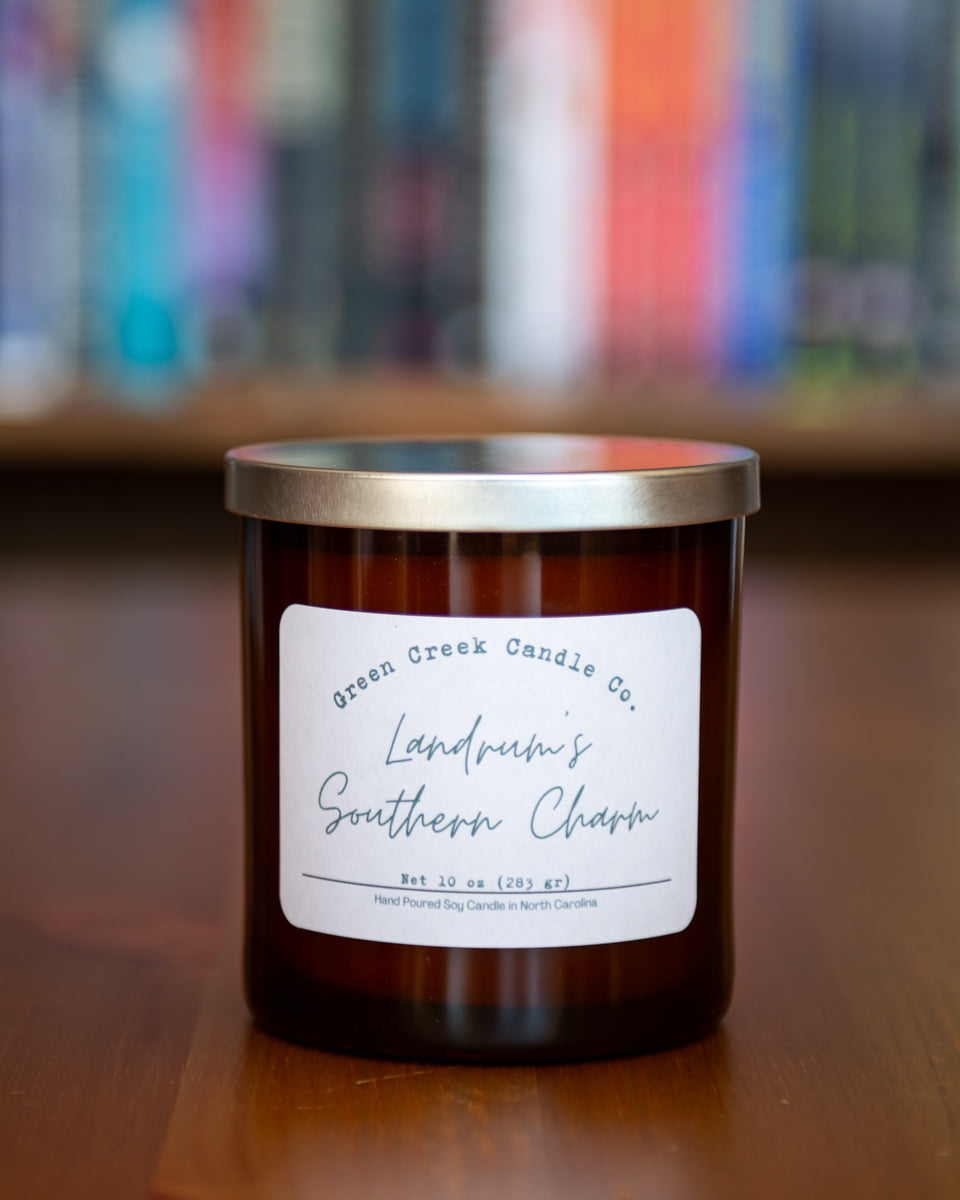 Green Creek Candle Co.
Landrum's
Southern Charm
Net 10 oz (283 gr)
Hand Poured Soy Candle in North Carolina